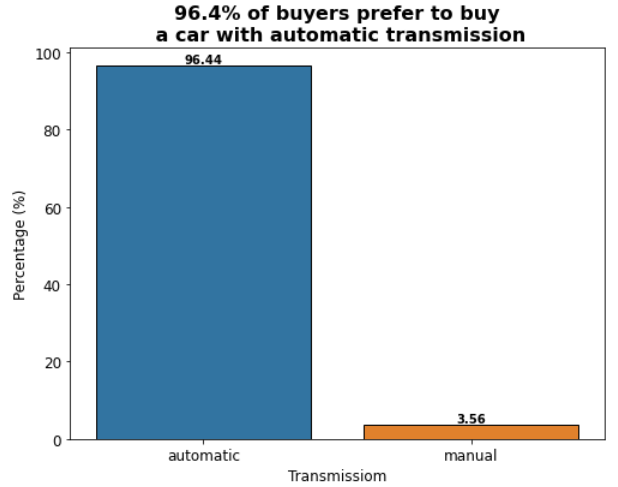 96.4% of buyers prefer to buy
a car with automatic transmission
100
80
60
40
20
0
Percentage (%)
96.44
3.56
automatic
manual
Transmissiom